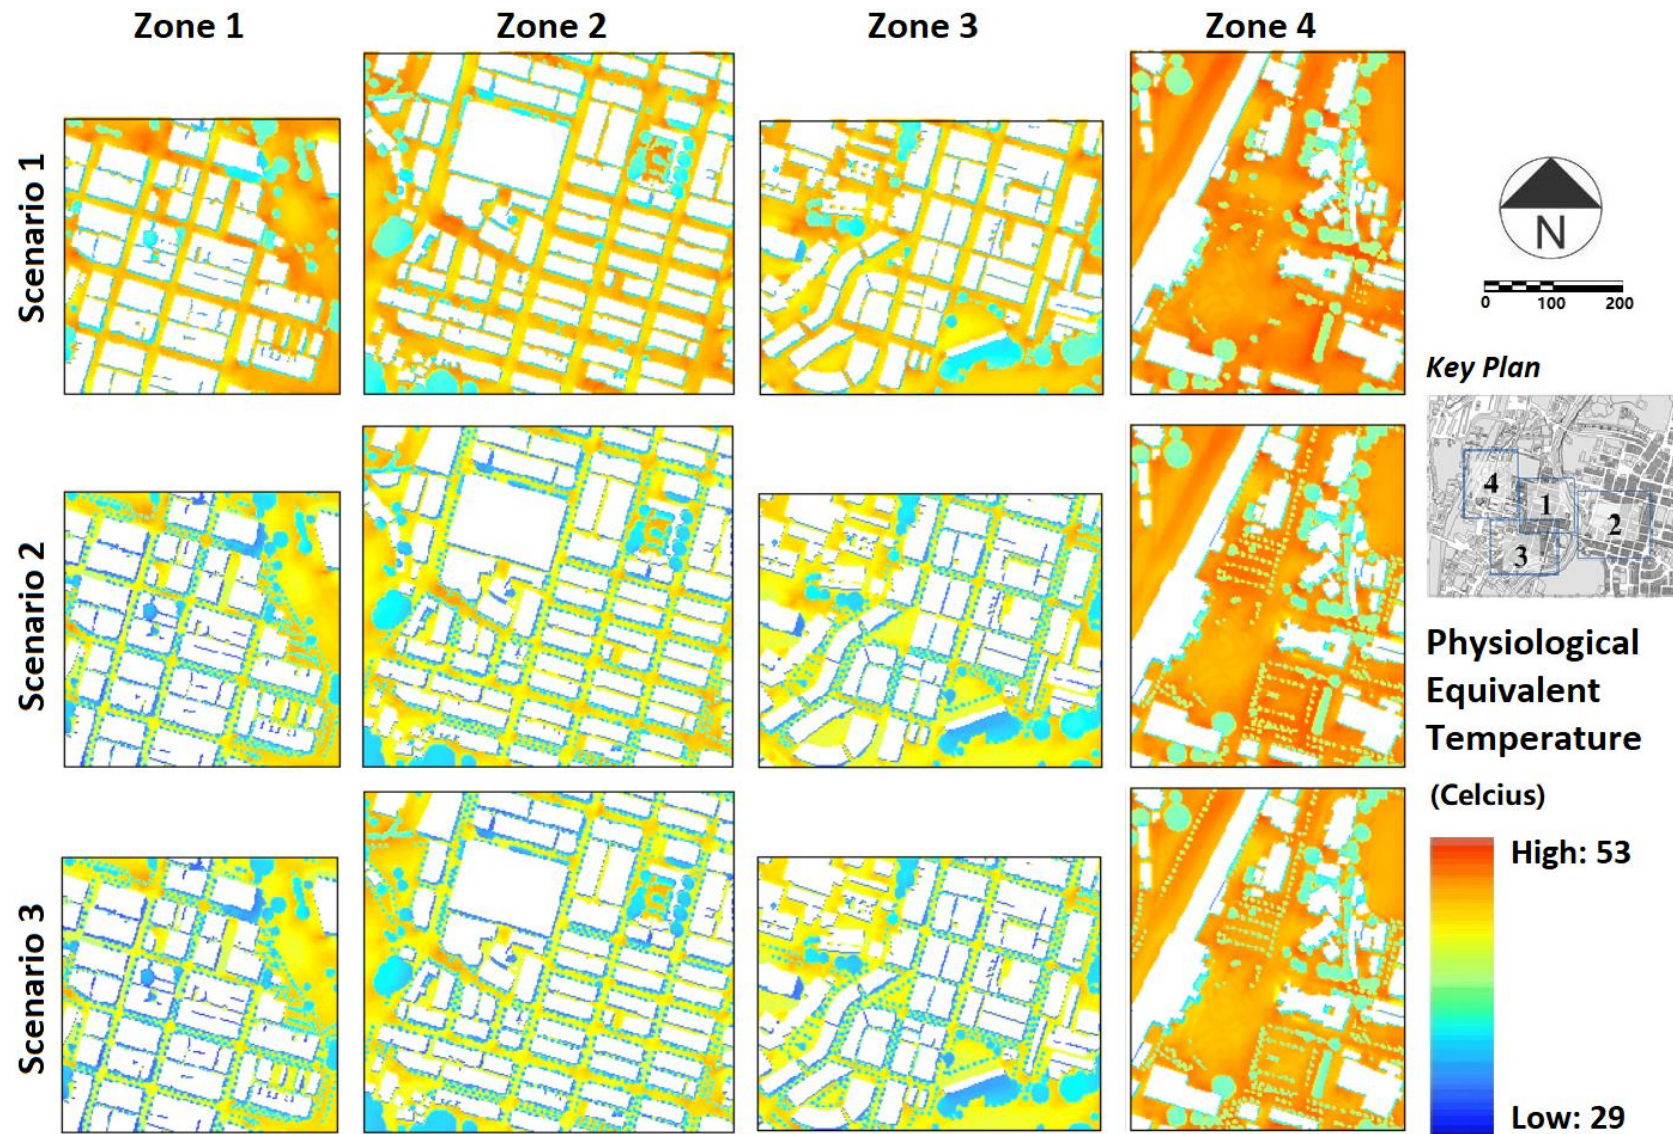 Zone 1
Zone 2
Zone 3
Zone 4
Scenario 1
Scenario 2
Scenario 3
N
0 100 200
Key Plan
4
1
2
3
Physiological
Equivalent
Temperature
(Celcius)
High: 53
Low: 29